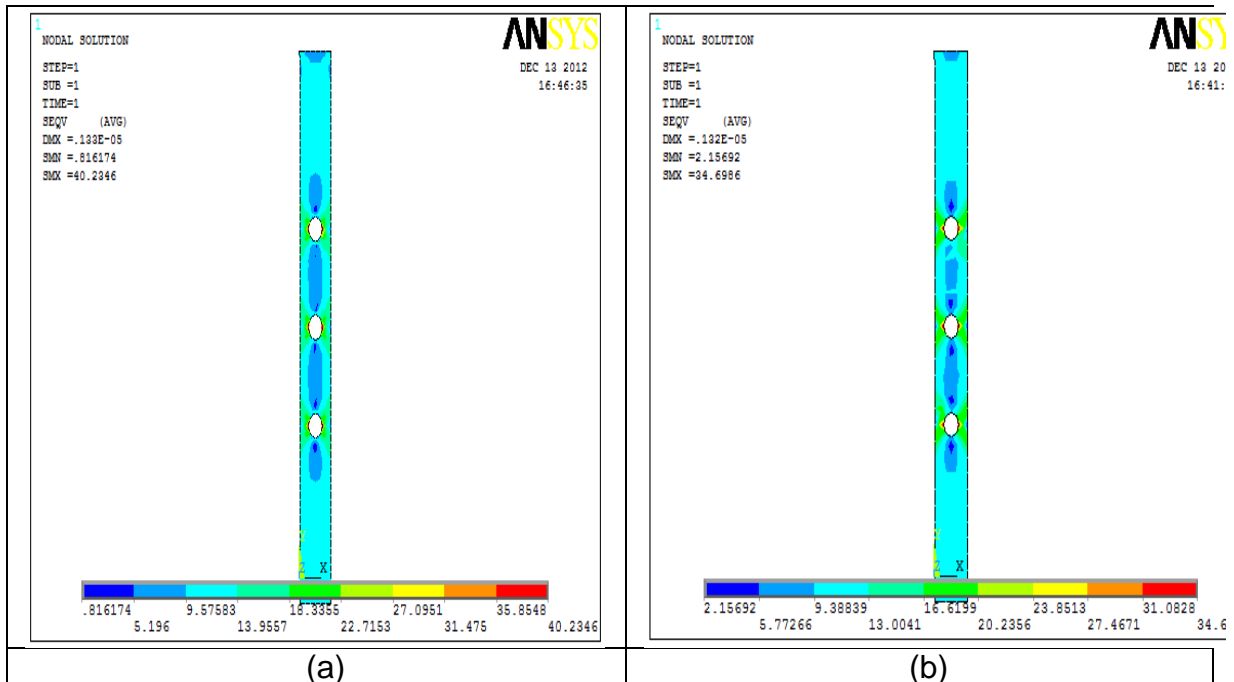 1
ANSYS
NODAL SOLUTION
DEC 13 2012
STEP=1
16:46:35
SUB =1
TIME=1
SEQV (AVG)
DMX =.133E-05
SMN =.816174
SMX =40.2346
Y
Z X
.816174 9.57583 18.3355 27.0951 35.8548
5.196 13.9557 22.7153 31.475 40.2346
(a)
1
ANSY
NODAL SOLUTION
DEC 13 20
STEP=1
16:41:
SUB =1
TIME=1
SEQV (AVG)
DMX =.132E-05
SMN =2.15692
SMX =34.6986
Y
Z X
2.15692 9.38839 16.6199 23.8513 31.0828
5.77266 13.0041 20.2356 27.4671 34.6
(b)